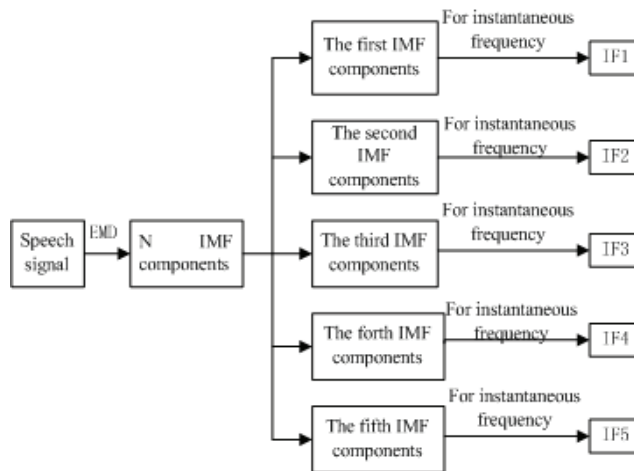 For instantaneous
frequency
The first IMF
components
IF1
For instantaneous
frequency
The second
IMF
components
IF2
For instantaneous
frequency
Speech
signal
EMD
N IMF
components
The third IMF
components
IF3
For instantaneous
frequency
The forth IMF
components
IF4
For instantaneous
frequency
The fifth IMF
components
IF5